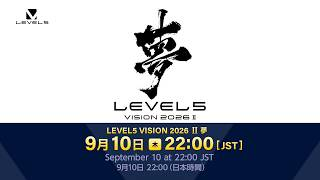 LEVEL5
夢
LEVEL5
VISION 2026 II
LEVEL5 VISION 2026 II 夢
9月10日 木 22:00 [JST]
September 10 at 22:00 JST
9月10日 22:00 (日本時間)